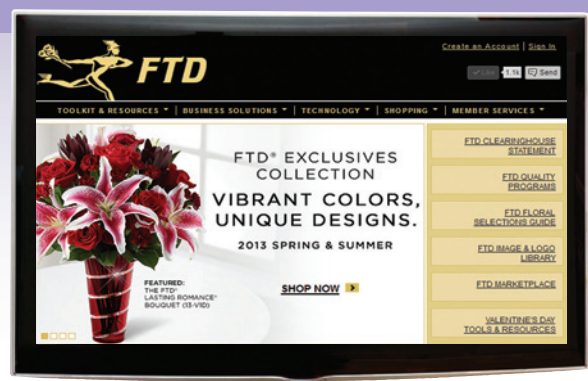 Create an Account | Sign In
FTD
Like 1.1k Send
TOOLKIT & RESOURCES | BUSINESS SOLUTIONS | TECHNOLOGY | SHOPPING | MEMBER SERVICES
FTD® EXCLUSIVES
COLLECTION
VIBRANT COLORS,
UNIQUE DESIGNS.
2013 SPRING & SUMMER
FEATURED:
THE FTD®
LASTING ROMANCE®
BOUQUET (13-V1D)
SHOP NOW
FTD CLEARINGHOUSE
STATEMENT
FTD QUALITY
PROGRAMS
FTD FLORAL
SELECTIONS GUIDE
FTD IMAGE & LOGO
LIBRARY
FTD MARKETPLACE
VALENTINE'S DAY
TOOLS & RESOURCES